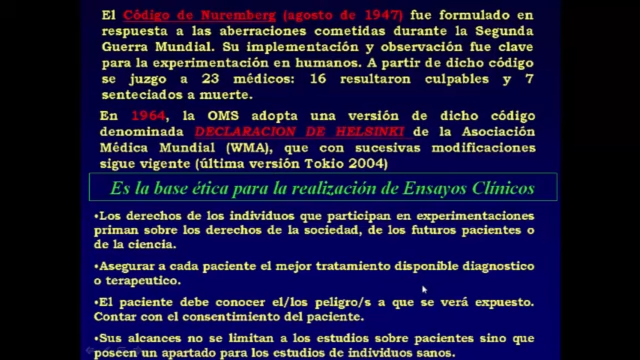 El Código de Nuremberg (agosto de 1947) fue formulado en
respuesta a las aberraciones cometidas durante la Segunda
Guerra Mundial. Su implementación y observación fue clave
para la experimentación en humanos. A partir de dicho código
se juzgo a 23 médicos: 16 resultaron culpables y 7
senteciados a muerte.
En 1964, la OMS adopta una versión de dicho código
denominada DECLARACION DE HELSINKI de la Asociación
Médica Mundial (WMA), que con sucesivas modificaciones
sigue vigente (última versión Tokio 2004)
Es la base ética para la realización de Ensayos Clínicos
•Los derechos de los individuos que participan en experimentaciones
priman sobre los derechos de la sociedad, de los futuros pacientes o
de la ciencia.
•Asegurar a cada paciente el mejor tratamiento disponible diagnostico
o terapeutico.
•El paciente debe conocer el/los peligro/s a que se verá expuesto.
Contar con el consentimiento del paciente.
•Sus alcances no se limitan a los estudios sobre pacientes sino que
poseen un apartado para los estudios de individuos sanos.